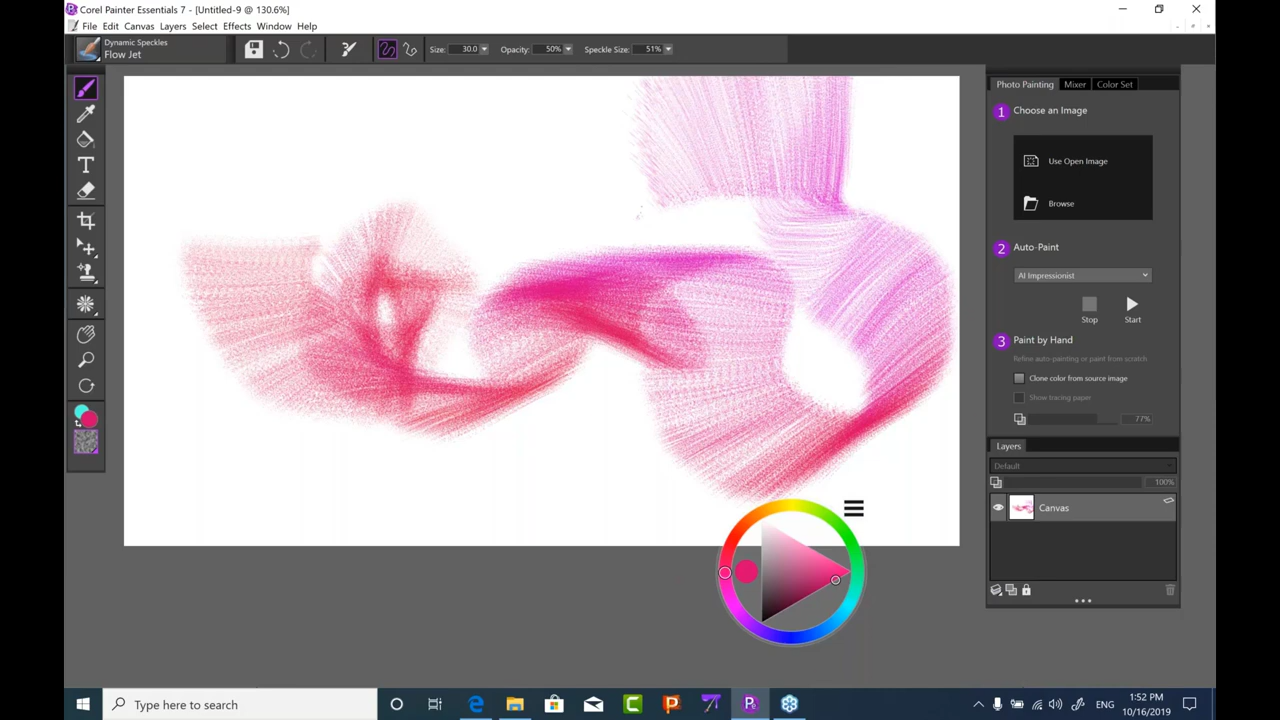 Corel Painter Essentials 7 - [Untitled-9 @ 130.6%]
File Edit Canvas Layers Select Effects Window Help
Dynamic Speckles
Flow Jet
Size: 30.0 Opacity: 50% Speckle Size: 51%
Photo Painting Mixer Color Set
1 Choose an Image
Use Open Image
Browse
2 Auto-Paint
AI Impressionist
Stop Start
3 Paint by Hand
Refine auto-painting or paint from scratch
Clone color from source image
Show tracing paper
77%
Layers
Default
100%
Canvas
Type here to search
ENG
1:52 PM
10/16/2019